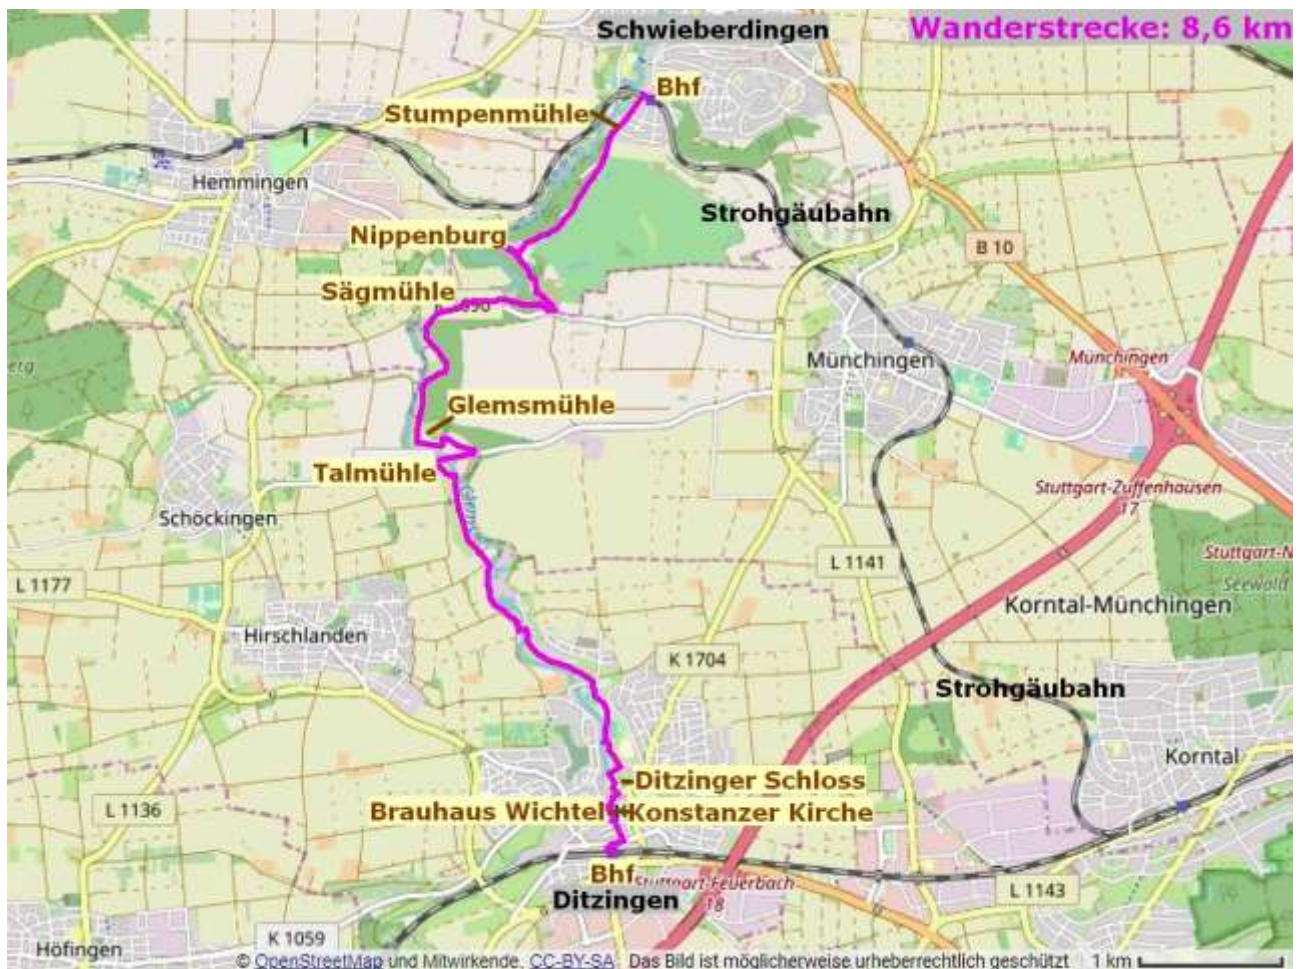 Schwieberdingen
Wanderstrecke: 8,6 km
Bhf
Stumpenmühle
Hemmingen
Strohgäubahn
Nippenburg
B 10
Sägmühle
Münchingen
Münchingen
Glemsmühle
Talmühle
Stuttgart-Zuffenhausen
17
Schöckingen
Glems
Stuttgart-N
L 1177
L 1141
Seewald
Korntal-Münchingen
Hirschlanden
K 1704
Strohgäubahn
Korntal
Ditzinger Schloss
L 1136
Brauhaus Wichtel
Konstanzer Kirche
Bhf
Stuttgart-Feuerbach
18
Ditzingen
L 1143
K 1059
Höfingen
© OpenStreetMap und Mitwirkende, CC-BY-SA Das Bild ist möglicherweise urheberrechtlich geschützt 1 km